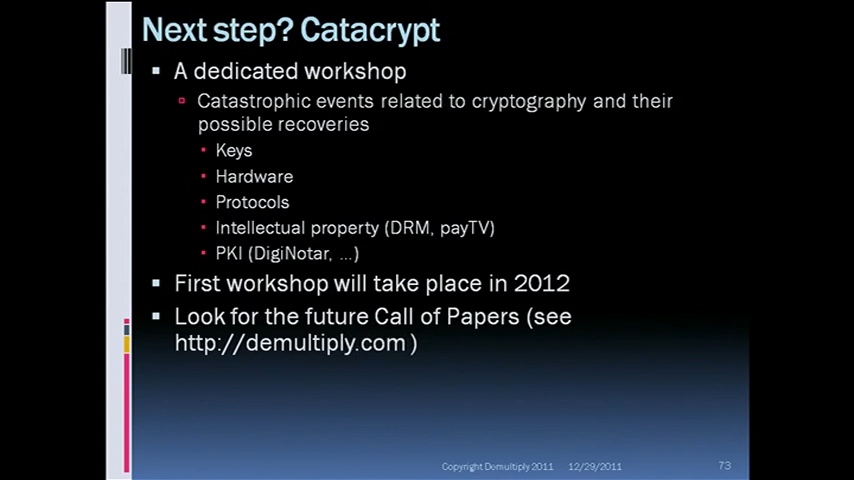 Next step? Catacrypt
A dedicated workshop
Catastrophic events related to cryptography and their
possible recoveries
Keys
Hardware
Protocols
Intellectual property (DRM, payTV)
PKI (DigiNotar, ...)
First workshop will take place in 2012
Look for the future Call of Papers (see
http://demultiply.com )
Copyright Demultiply 2011 12/29/2011 73